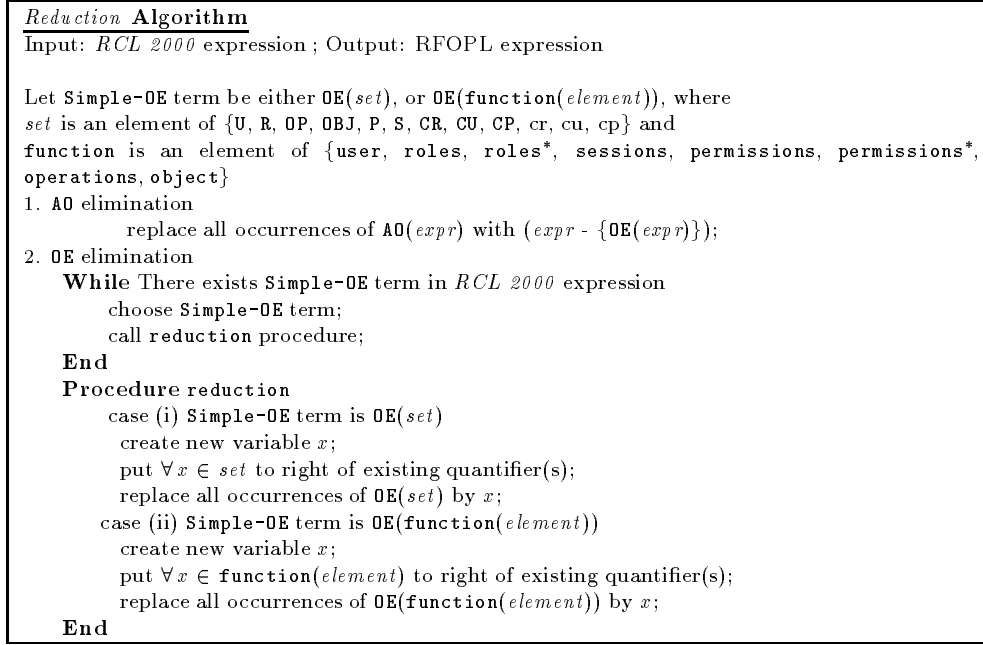 Reduction Algorithm
Input: RCL 2000 expression ; Output: RFOPL expression
Let Simple-OE term be either OE(set), or OE(function(element)), where
set is an element of {U, R, OP, OBJ, P, S, CR, CU, CP, cr, cu, cp} and
function is an element of {user, roles, roles*, sessions, permissions, permissions*,
operations, object}
1. AO elimination
replace all occurrences of AO(expr) with (expr - {OE(expr)});
2. OE elimination
While There exists Simple-OE term in RCL 2000 expression
choose Simple-OE term;
call reduction procedure;
End
Procedure reduction
case (i) Simple-OE term is OE(set)
create new variable x;
put ∀x ∈ set to right of existing quantifier(s);
replace all occurrences of OE(set) by x;
case (ii) Simple-OE term is OE(function(element))
create new variable x;
put ∀x ∈ function(element) to right of existing quantifier(s);
replace all occurrences of OE(function(element)) by x;
End